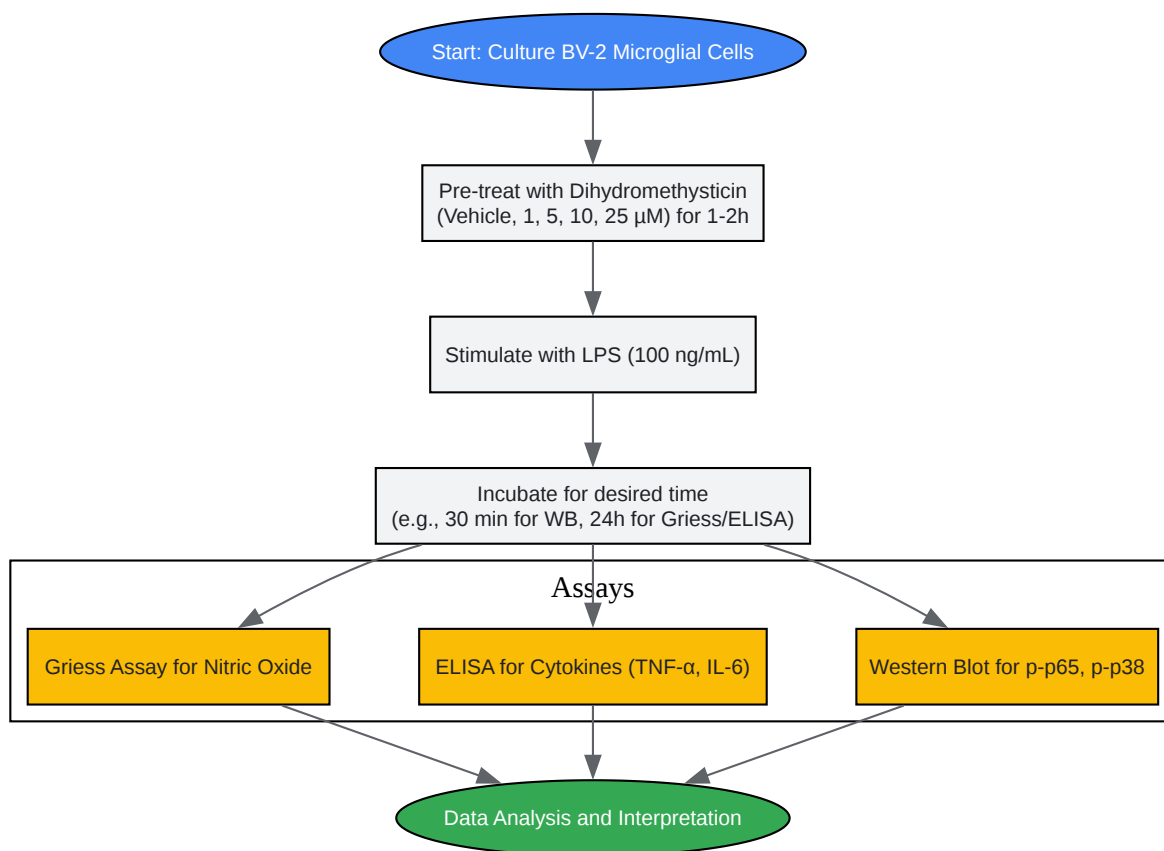 Start: Culture BV-2 Microglial Cells
Pre-treat with Dihydromethysticin
(Vehicle, 1, 5, 10, 25 µM) for 1-2h
Stimulate with LPS (100 ng/mL)
Incubate for desired time
(e.g., 30 min for WB, 24h for Griess/ELISA)
Assays
Griess Assay for Nitric Oxide
ELISA for Cytokines (TNF-α, IL-6)
Western Blot for p-p65, p-p38
Data Analysis and Interpretation